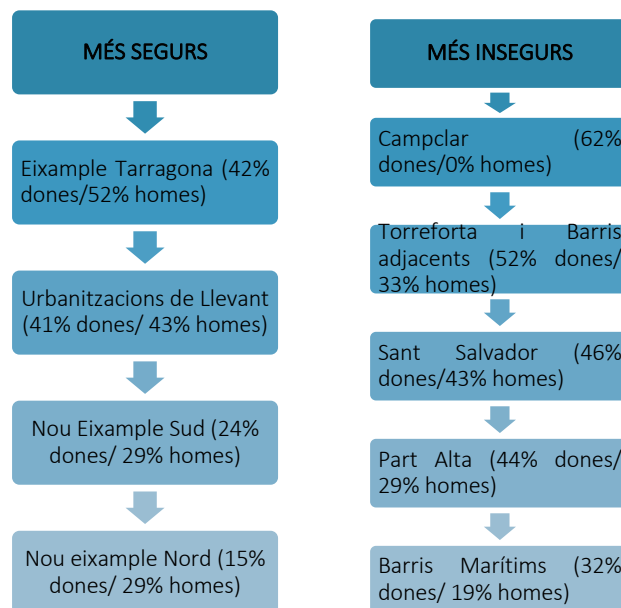 MÉS SEGURS
Eixample Tarragona (42%
dones/52% homes)
Urbanitzacions de Llevant
(41% dones/ 43% homes)
Nou Eixample Sud (24%
dones/ 29% homes)
Nou eixample Nord (15%
dones/ 29% homes)
MÉS INSEGURS
Campclar (62%
dones/0% homes)
Torreforta i Barris
adjacents (52% dones/
33% homes)
Sant Salvador (46%
dones/43% homes)
Part Alta (44% dones/
29% homes)
Barris Marítims (32%
dones/ 19% homes)